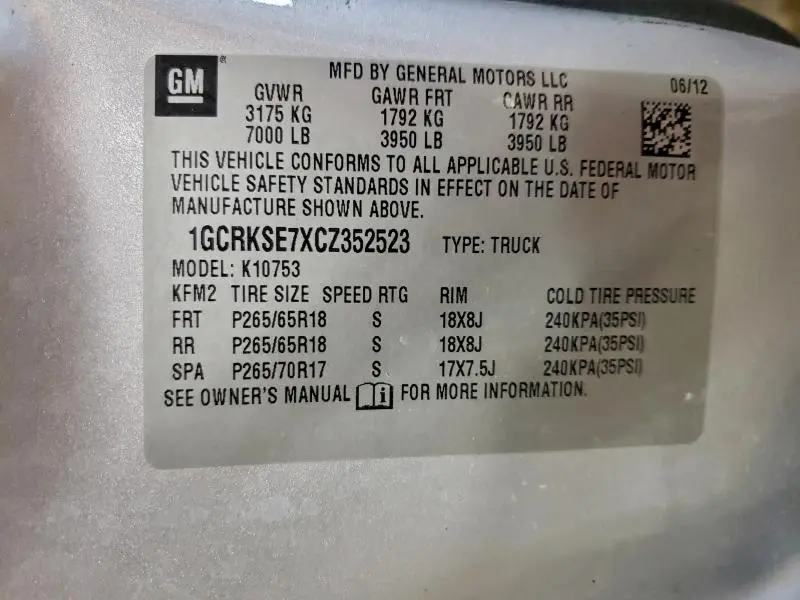 GM ®
MFD BY GENERAL MOTORS LLC 06/12
GVWR GAWR FRT GAWR RR
3175 KG 1792 KG 1792 KG
7000 LB 3950 LB 3950 LB
THIS VEHICLE CONFORMS TO ALL APPLICABLE U.S. FEDERAL MOTOR
VEHICLE SAFETY STANDARDS IN EFFECT ON THE DATE OF
MANUFACTURE SHOWN ABOVE.
1GCRKSE7XCZ352523 TYPE: TRUCK
MODEL: K10753
KFM2 TIRE SIZE SPEED RTG RIM COLD TIRE PRESSURE
FRT P265/65R18 S 18X8J 240KPA(35PSI)
RR P265/65R18 S 18X8J 240KPA(35PSI)
SPA P265/70R17 S 17X7.5J 240KPA(35PSI)
SEE OWNER'S MANUAL i FOR MORE INFORMATION.